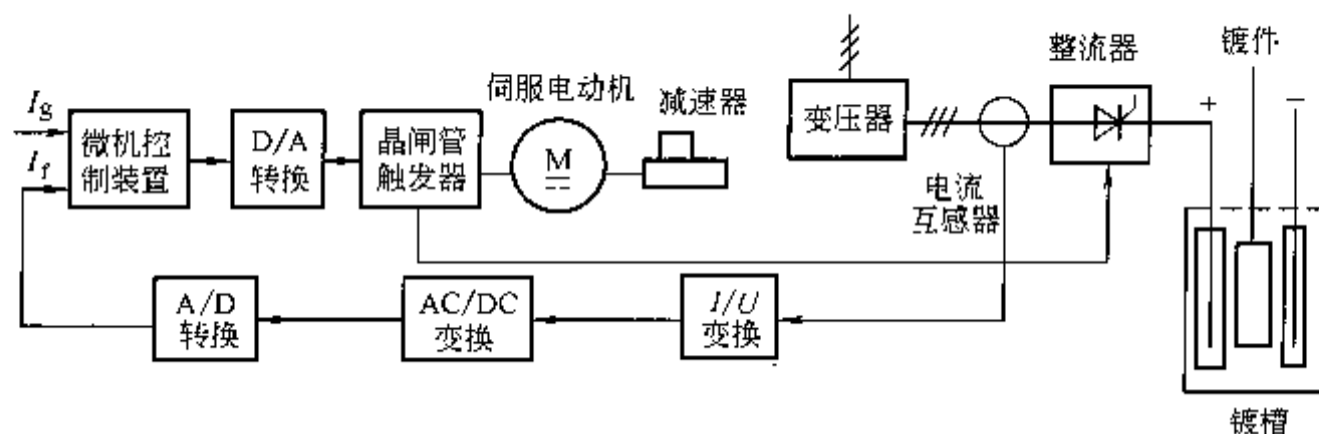 整流器
镀件
伺服电动机
减速器
Ig
If
微机控
制装置
D/A
转换
晶闸管
触发器
M
变压器
+
−
电流
互感器
A/D
转换
AC/DC
变换
I/U
变换
镀槽